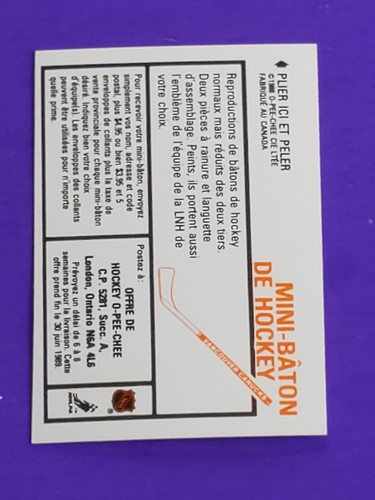 PLIER ICI ET PELER
©1988 O-PEE-CHEE CIE LTÉE
FABRIQUÉ AU CANADA
MINI-BÂTON
DE HOCKEY
Reproductions de bâtons de hockey
normaux mais réduits des deux tiers.
Deux pièces à rainure et languette
d'assemblage. Peints, ils portent aussi
l'emblème de l'équipe de la LNH de
votre choix.
VANCOUVER CANUCKS
Pour recevoir votre mini-bâton, envoyez
simplement vos nom, adresse et code
postal, plus $4.95 ou bien $3.95 et 5
enveloppes de collants plus la taxe de
vente provinciale pour chaque mini-bâton
désiré. Indiquez bien votre choix
d'équipe(s). Les enveloppes des collants
peuvent être utilisées pour n'importe
quelle prime
Postez à:
OFFRE DE
HOCKEY O-PEE-CHEE
C.P. 5281, Succ. A,
London, Ontario N6A 4L6
Prévoyez un délai de 6 à 8
semaines pour la livraison. Cette
offre prend fin le 30 juin 1989.
NHL
NHLPA